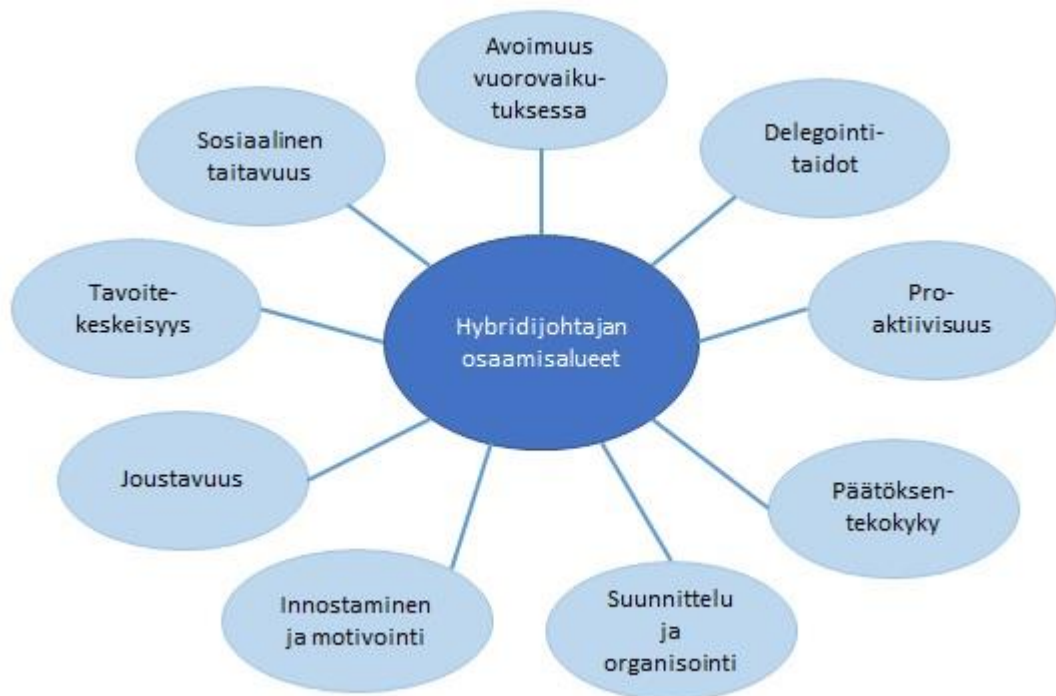 Avoimuus
vuorovaiku-
tuksessa
Delegointi-
taidot
Pro-
aktiivisuus
Päätöksen-
tekokyky
Suunnittelu
ja
organisointi
Innostaminen
ja motivointi
Joustavuus
Tavoite-
keskeisyys
Sosiaalinen
taitavuus
Hybridijohtajan
osaamisalueet